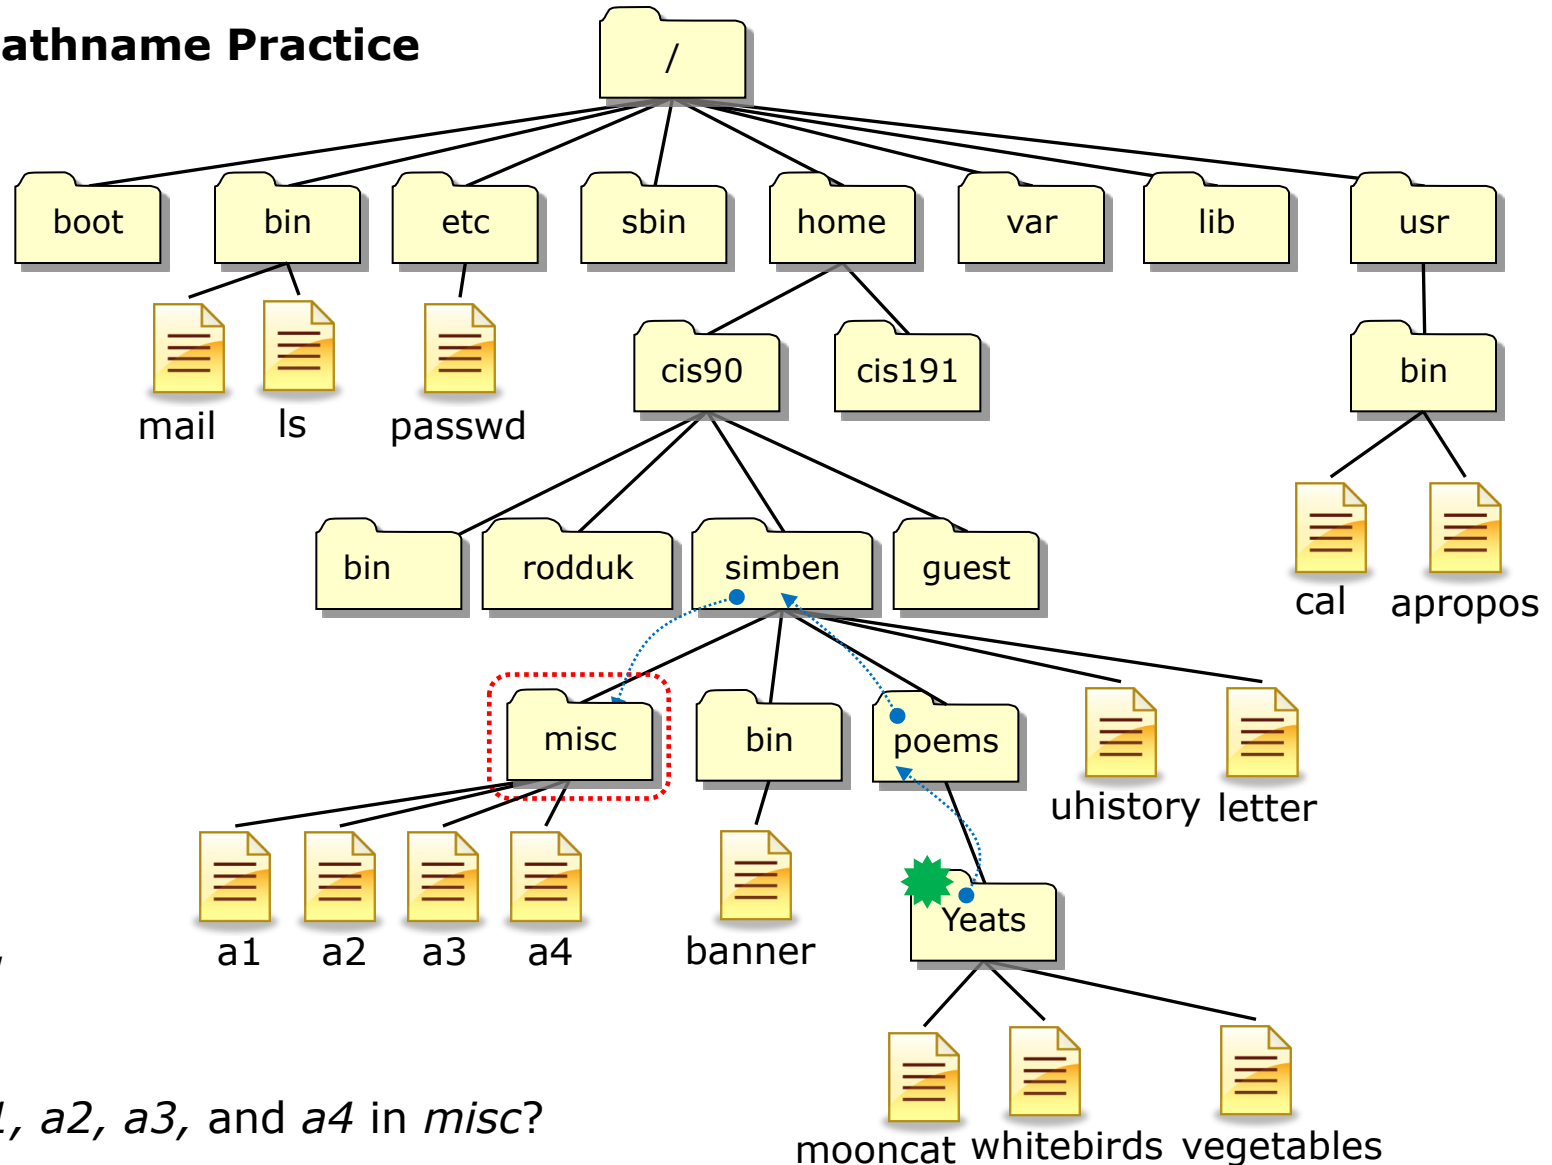 athname Practice
/
boot bin etc sbin home var lib usr
mail ls passwd
cis90 cis191 bin
bin rodduk simben guest
cal apropos
misc bin poems
uhistory letter
a1 a2 a3 a4 banner
Yeats
, a2, a3, and a4 in misc?
mooncat whitebirds vegetables